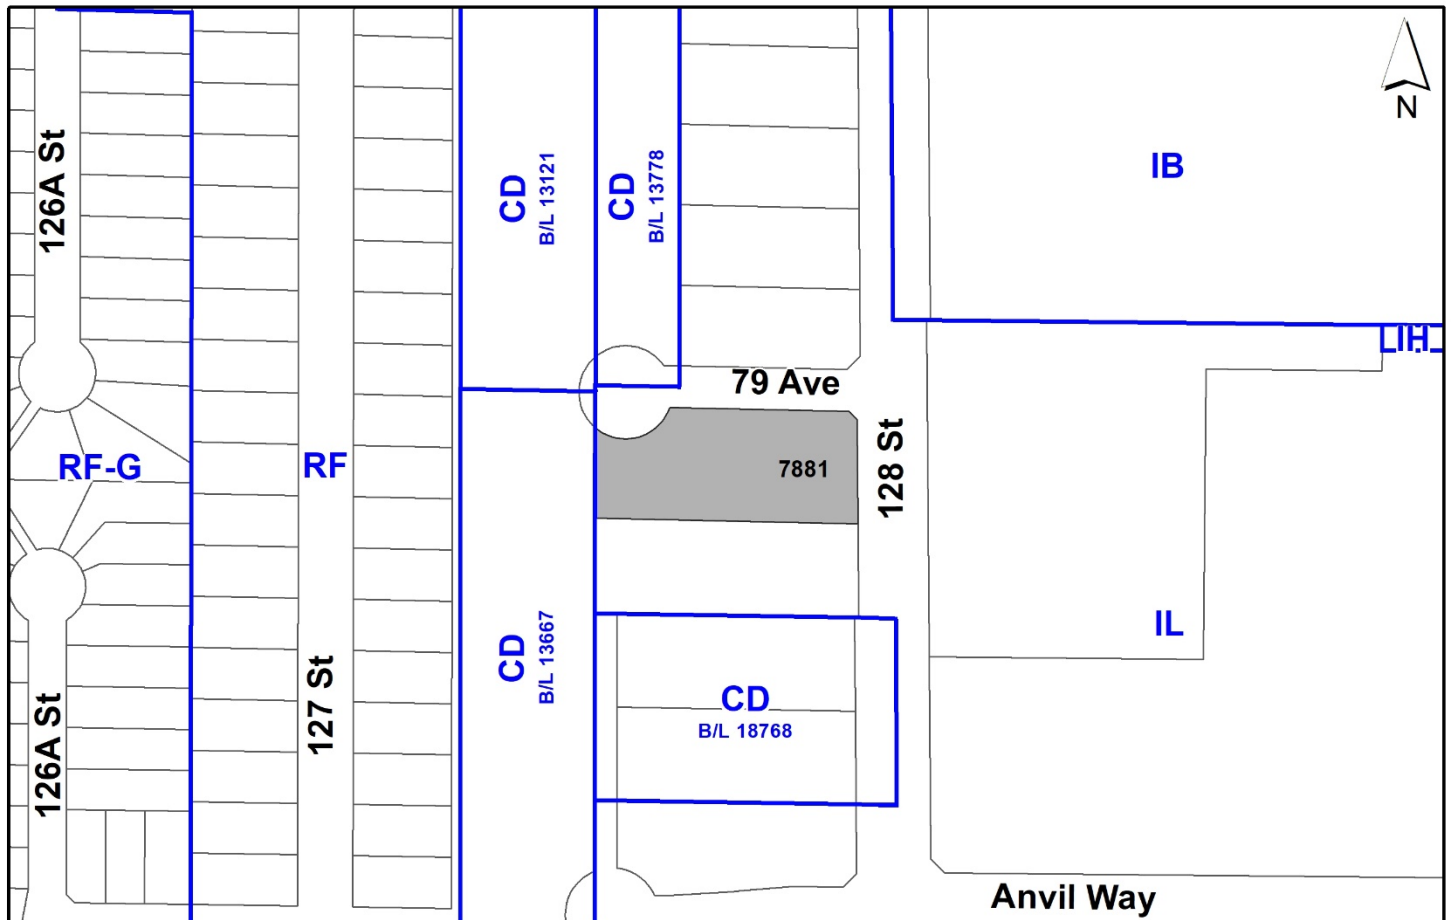 N
126A St
CD
B/L 13121
CD
B/L 13778
IB
IH
79 Ave
RF-G
RF
7881
128 St
CD
B/L 13667
IL
127 St
126A St
CD
B/L 18768
Anvil Way